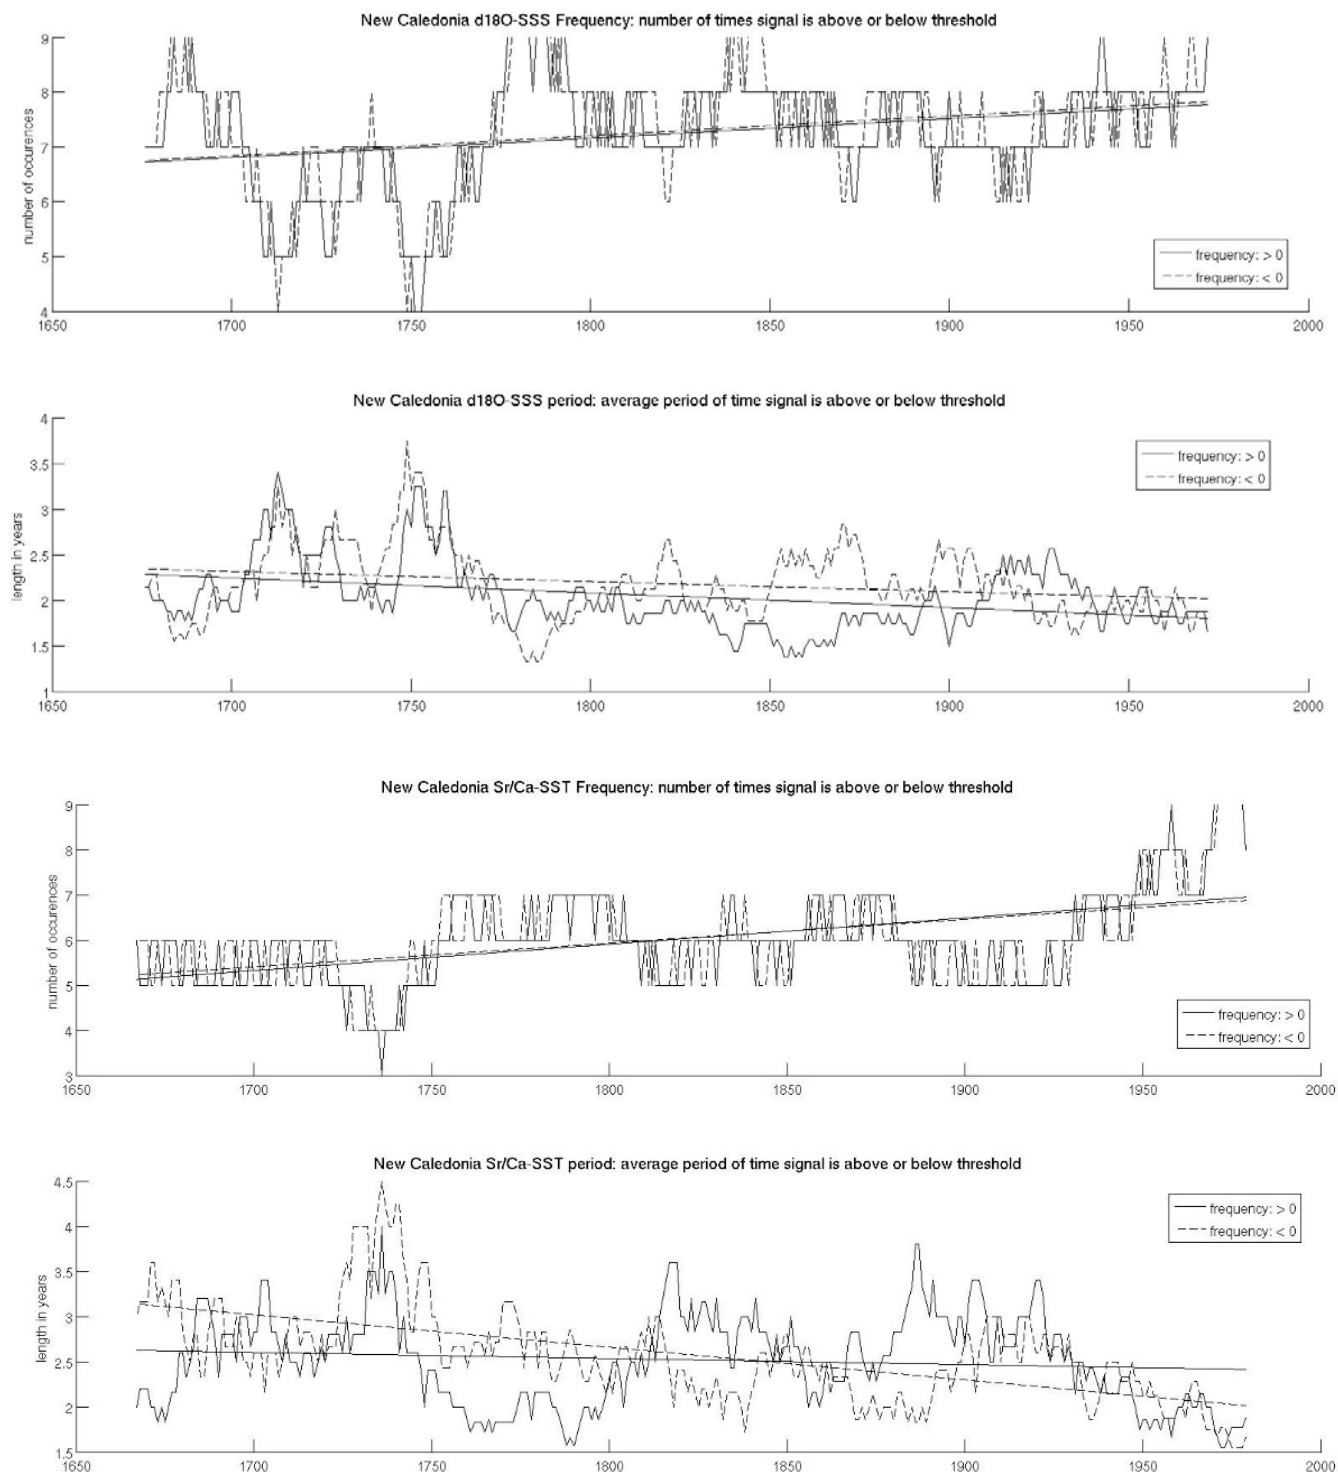 New Caledonia d18O-SSS Frequency: number of times signal is above or below threshold
9
8
7
6
5
4
number of occurences
1650 1700 1750 1800 1850 1900 1950 2000
frequency: > 0
frequency: < 0
New Caledonia d18O-SSS period: average period of time signal is above or below threshold
4
3.5
3
2.5
2
1.5
1
length in years
1650 1700 1750 1800 1850 1900 1950 2000
frequency: > 0
frequency: < 0
New Caledonia Sr/Ca-SST Frequency: number of times signal is above or below threshold
9
8
7
6
5
4
3
number of occurences
1650 1700 1750 1800 1850 1900 1950 2000
frequency: > 0
frequency: < 0
New Caledonia Sr/Ca-SST period: average period of time signal is above or below threshold
4.5
4
3.5
3
2.5
2
1.5
length in years
1650 1700 1750 1800 1850 1900 1950 2000
frequency: > 0
frequency: < 0